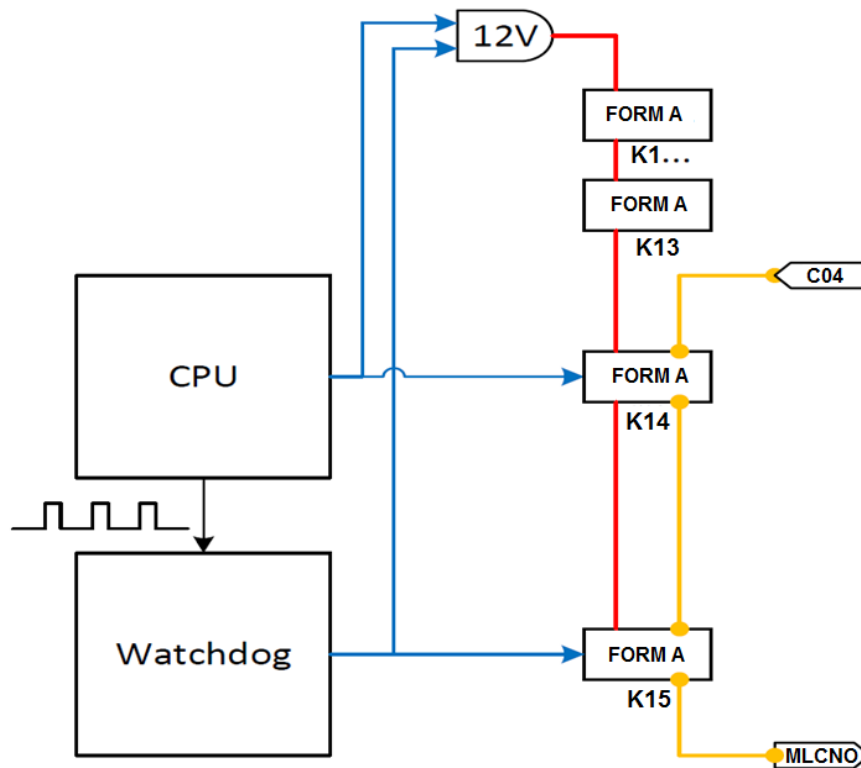 12V
FORM A
K1...
FORM A
K13
C04
CPU
FORM A
K14
Watchdog
FORM A
K15
MLCNO